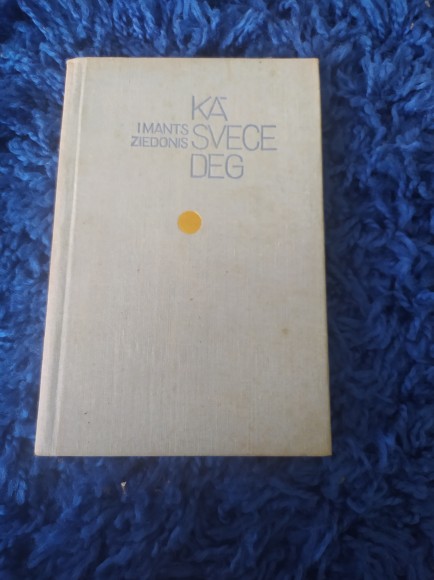 IMANTS
ZIEDONIS
KĀ
SVECE
DEG